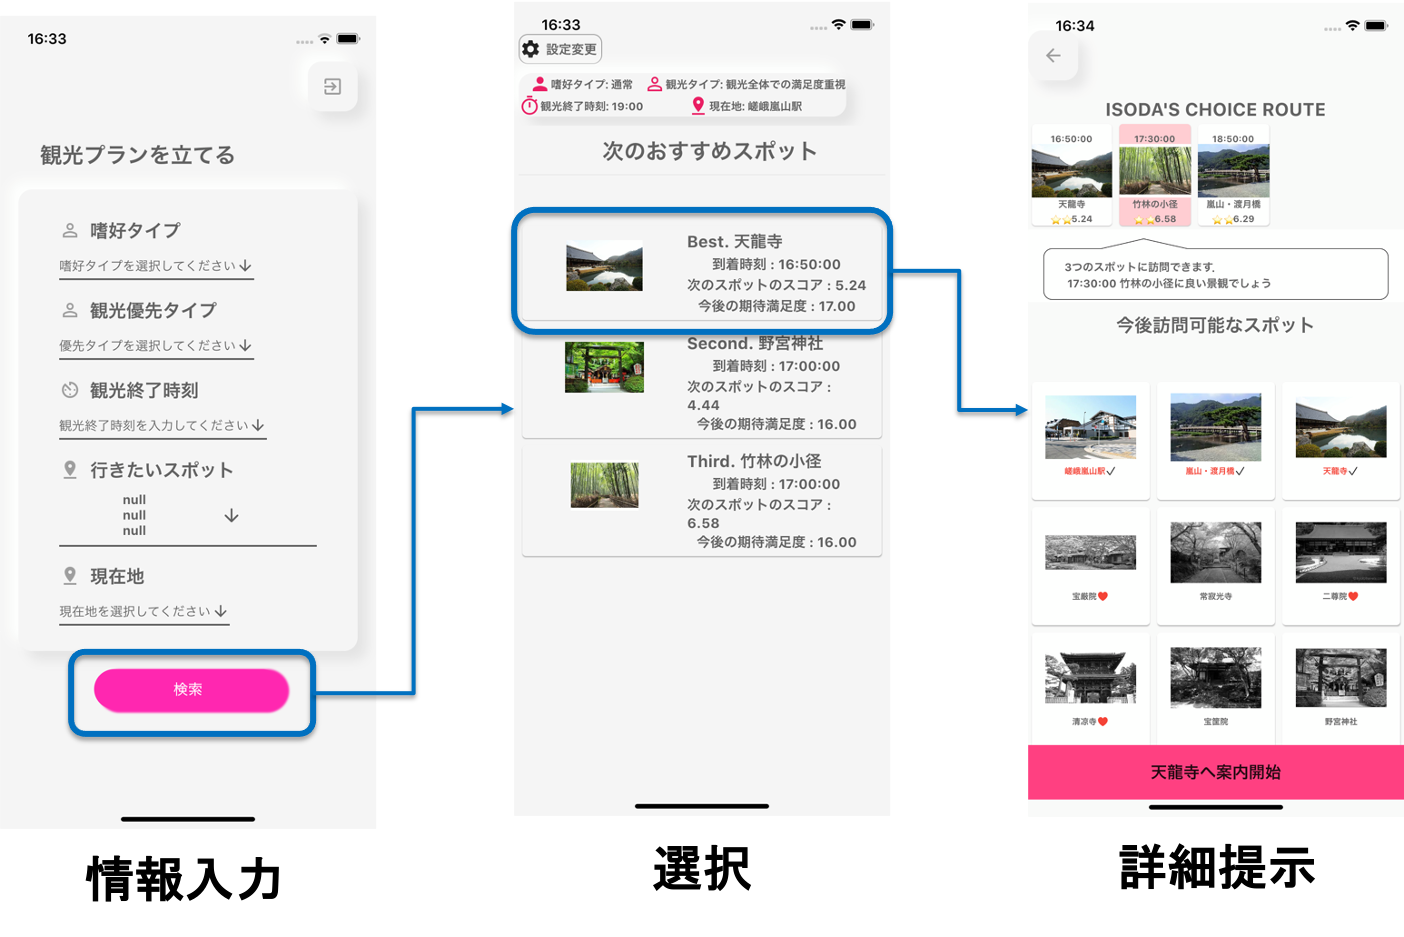 16:33
観光プランを立てる
嗜好タイプ
嗜好タイプを選択してください
観光優先タイプ
優先タイプを選択してください
観光終了時刻
観光終了時刻を入力してください
行きたいスポット
null
null
null
現在地
現在地を選択してください
検索
情報入力
16:33
設定変更
嗜好タイプ: 通常 観光タイプ: 観光全体での満足度重視
観光終了時刻: 19:00 現在地: 嵯峨嵐山駅
次のおすすめスポット
Best. 天龍寺
到着時刻 : 16:50:00
次のスポットのスコア : 5.24
今後の期待満足度 : 17.00
Second. 野宮神社
到着時刻 : 17:00:00
次のスポットのスコア :
4.44
今後の期待満足度 : 16.00
Third. 竹林の小径
到着時刻 : 17:00:00
次のスポットのスコア :
6.58
今後の期待満足度 : 16.00
選択
16:34
ISODA'S CHOICE ROUTE
16:50:00 17:30:00 18:50:00
天龍寺 竹林の小径 嵐山・渡月橋
⭐⭐5.24 ⭐⭐6.58 ⭐⭐6.29
3つのスポットに訪問できます.
17:30:00 竹林の小径に良い景観でしょう
今後訪問可能なスポット
嵯峨嵐山駅✓ 嵐山・渡月橋✓ 天龍寺✓
宝厳院❤ 常寂光寺 二尊院❤
清凉寺❤ 宝筐院 野宮神社
天龍寺へ案内開始
詳細提示